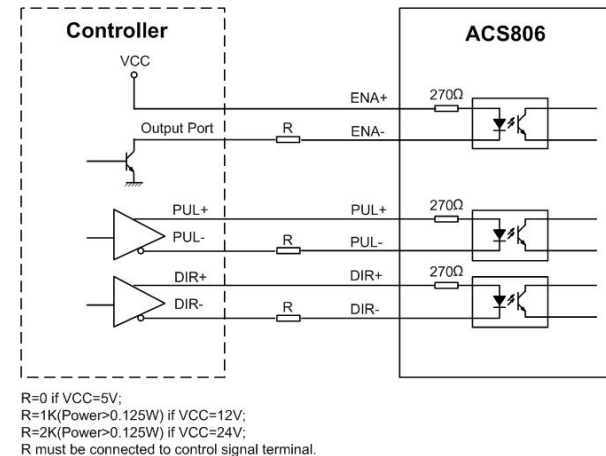 Controller
ACS806
VCC
ENA+
270Ω
Output Port
R
ENA-
PUL+
PUL+
270Ω
PUL-
R
PUL-
DIR+
DIR+
270Ω
DIR-
R
DIR-
R=0 if VCC=5V;
R=1K(Power>0.125W) if VCC=12V;
R=2K(Power>0.125W) if VCC=24V;
R must be connected to control signal terminal.